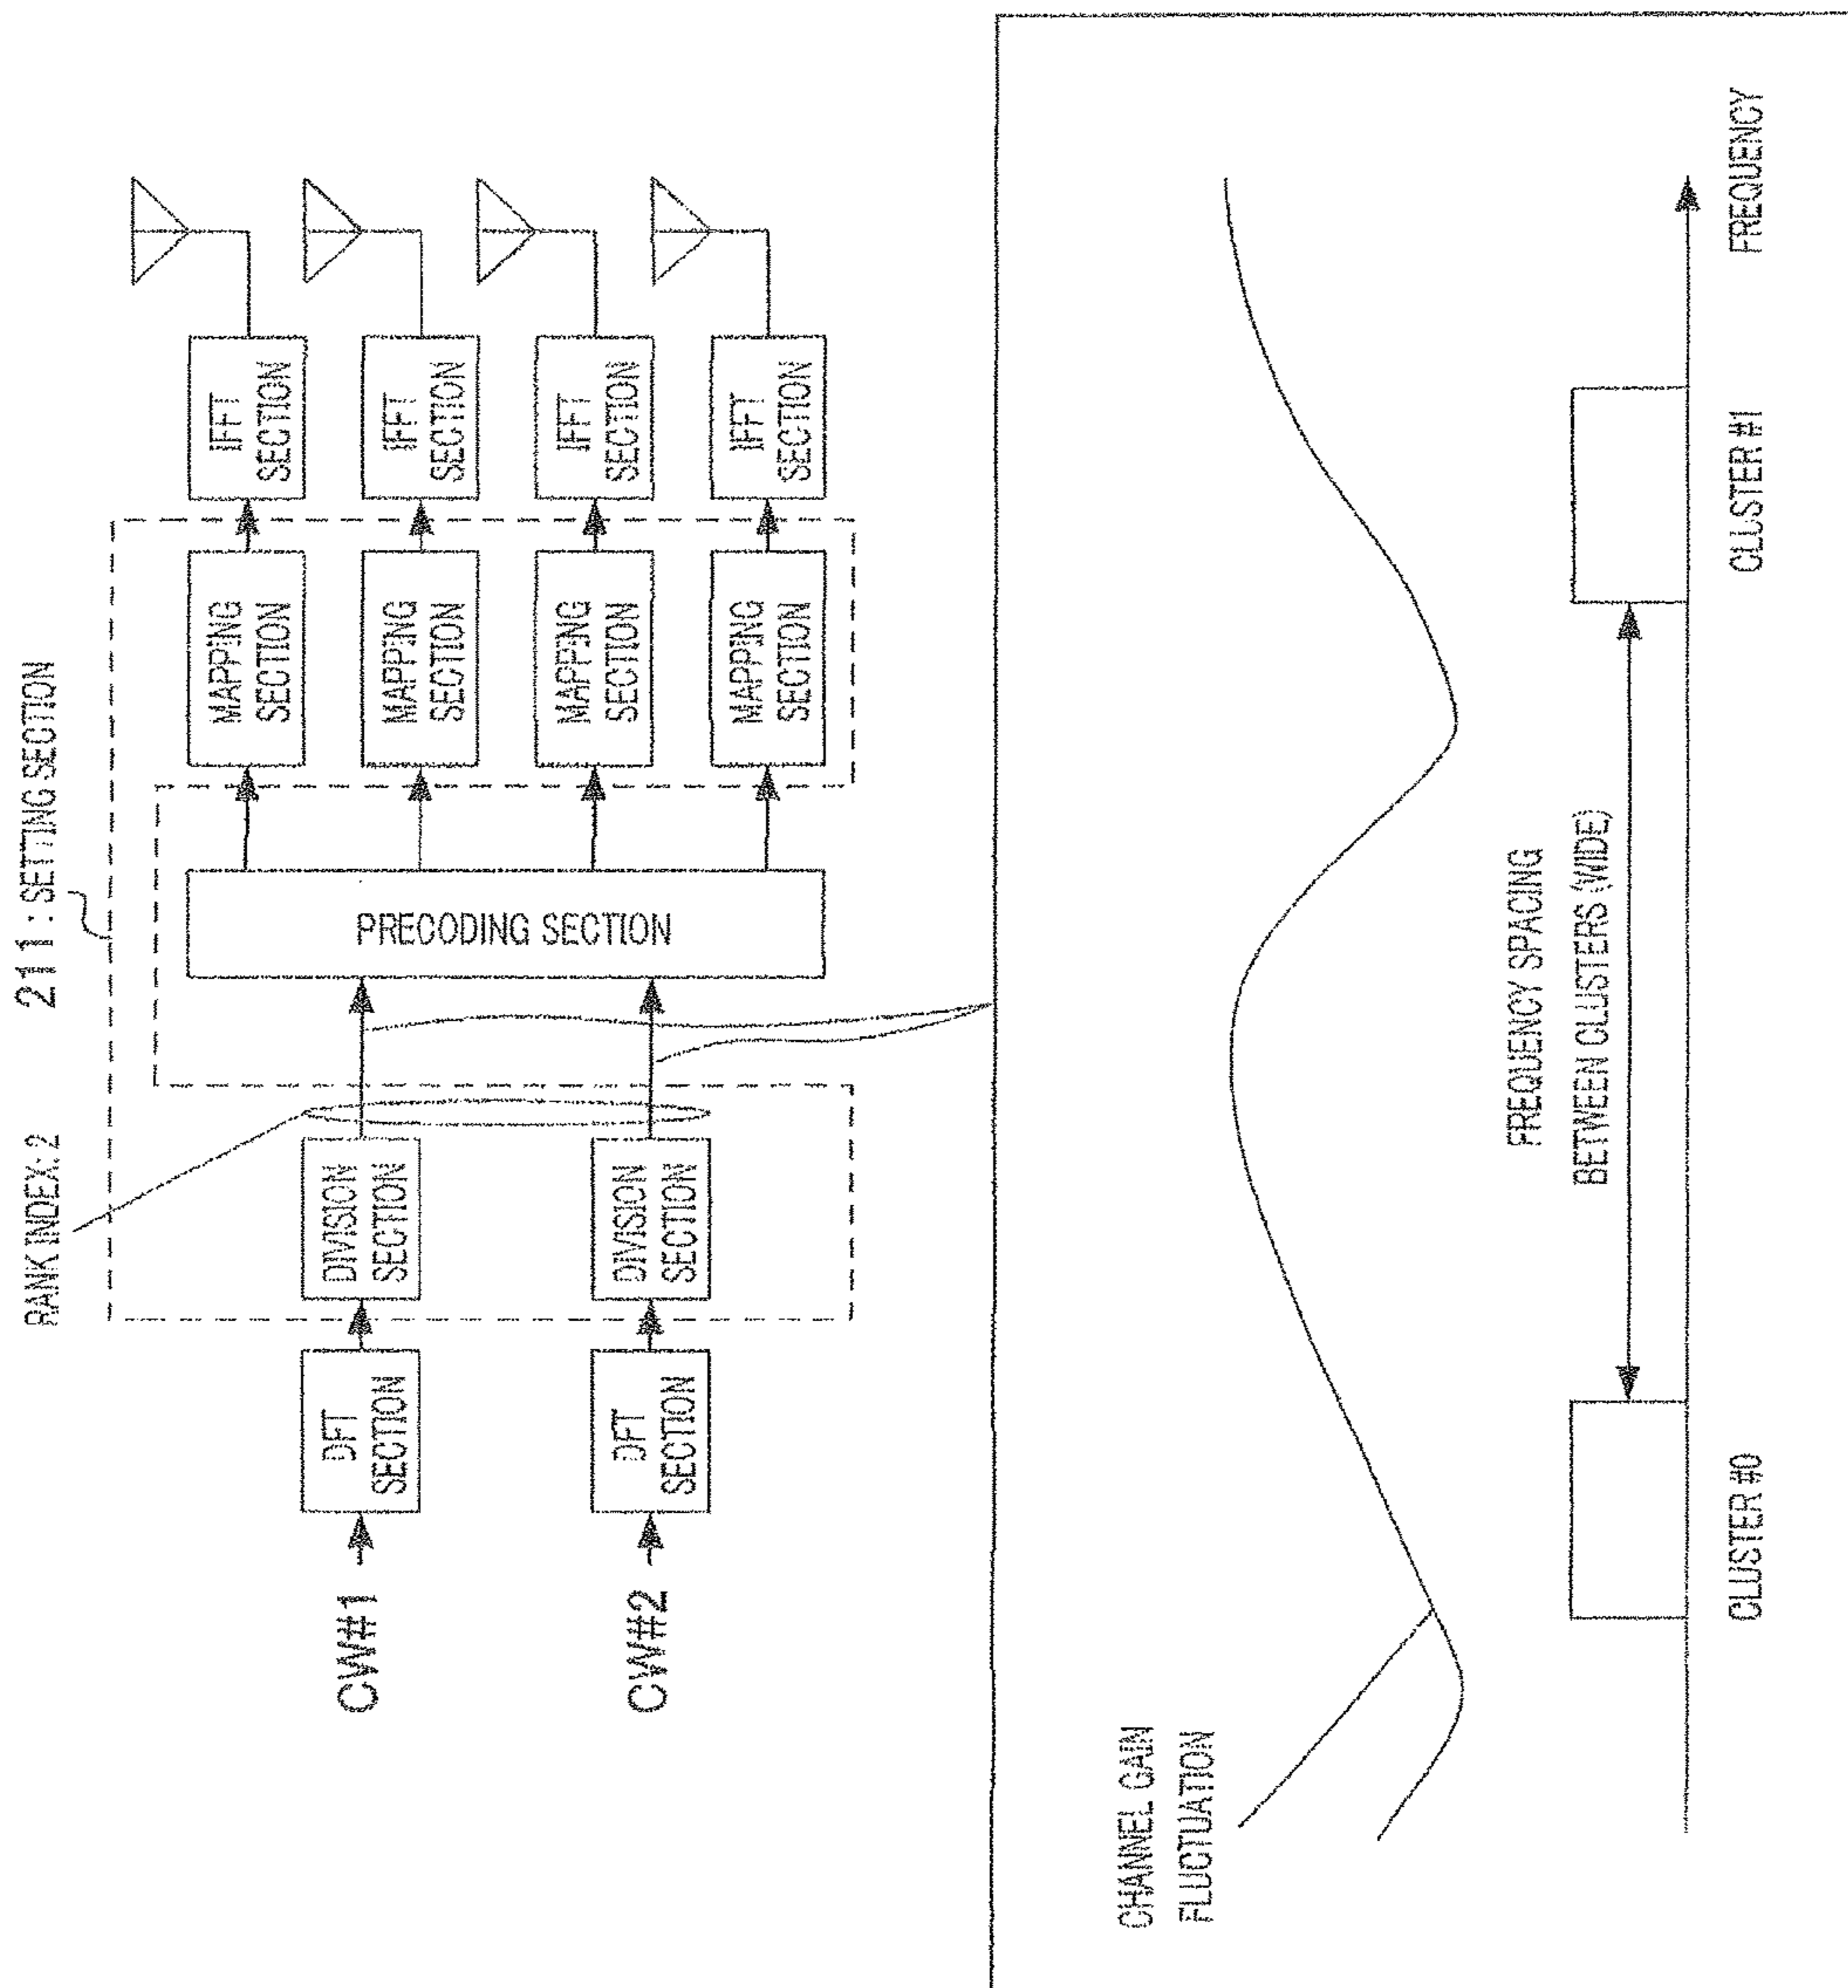 211 : SETTING SECTION
RANK INDEX: 2
CW#1
DFT
SECTION
DIVISION
SECTION
CW#2
DFT
SECTION
DIVISION
SECTION
PRECODING SECTION
MAPPING
SECTION
IFFT
SECTION
MAPPING
SECTION
IFFT
SECTION
MAPPING
SECTION
IFFT
SECTION
MAPPING
SECTION
IFFT
SECTION
CHANNEL GAIN
FLUCTUATION
FREQUENCY SPACING
BETWEEN CLUSTERS (WIDE)
CLUSTER #0
CLUSTER #1
FREQUENCY